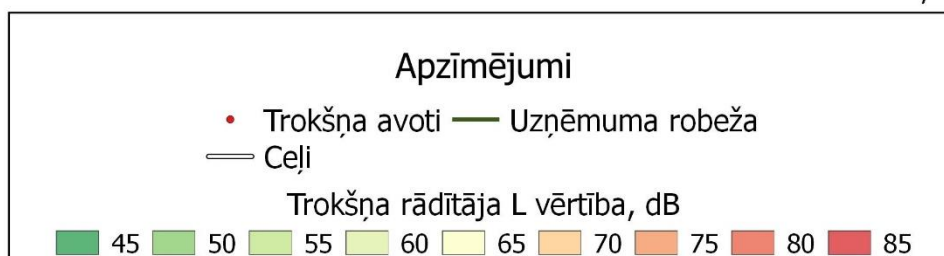 Apzīmējumi
Trokšņa avoti Uzņēmuma robeža
Ceļi
Trokšņa rādītāja L vērtība, dB
45 50 55 60 65 70 75 80 85